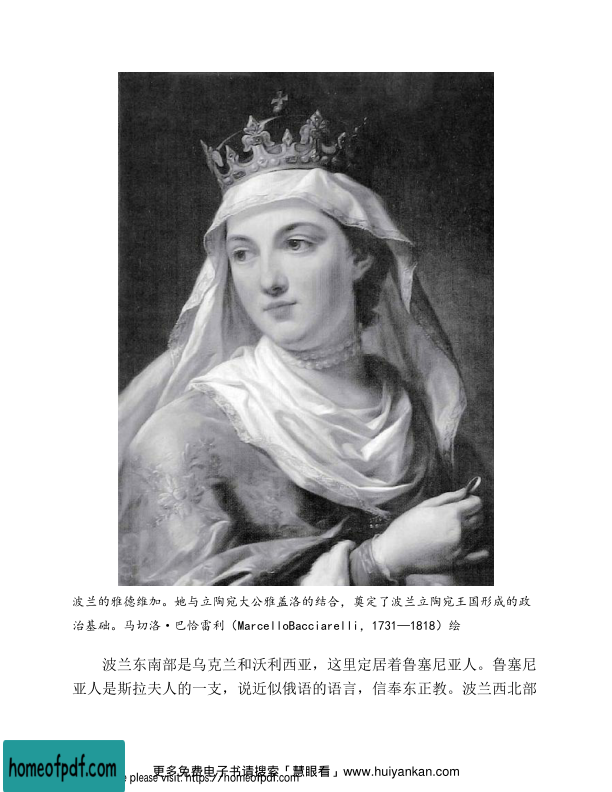 波兰的雅德维加。她与立陶宛大公雅盖洛的结合，奠定了波兰立陶宛王国形成的政
治基础。马切洛·巴恰雷利（MarcelloBacciarelli，1731—1818）绘
波兰东南部是乌克兰和沃利西亚，这里定居着鲁塞尼亚人。鲁塞尼
亚人是斯拉夫人的一支，说近似俄语的语言，信奉东正教。波兰西北部
更多免费电子书请搜索「慧眼看」www.huiyankan.com
please visit: https://homeofpdf.com
homeofpdf.com